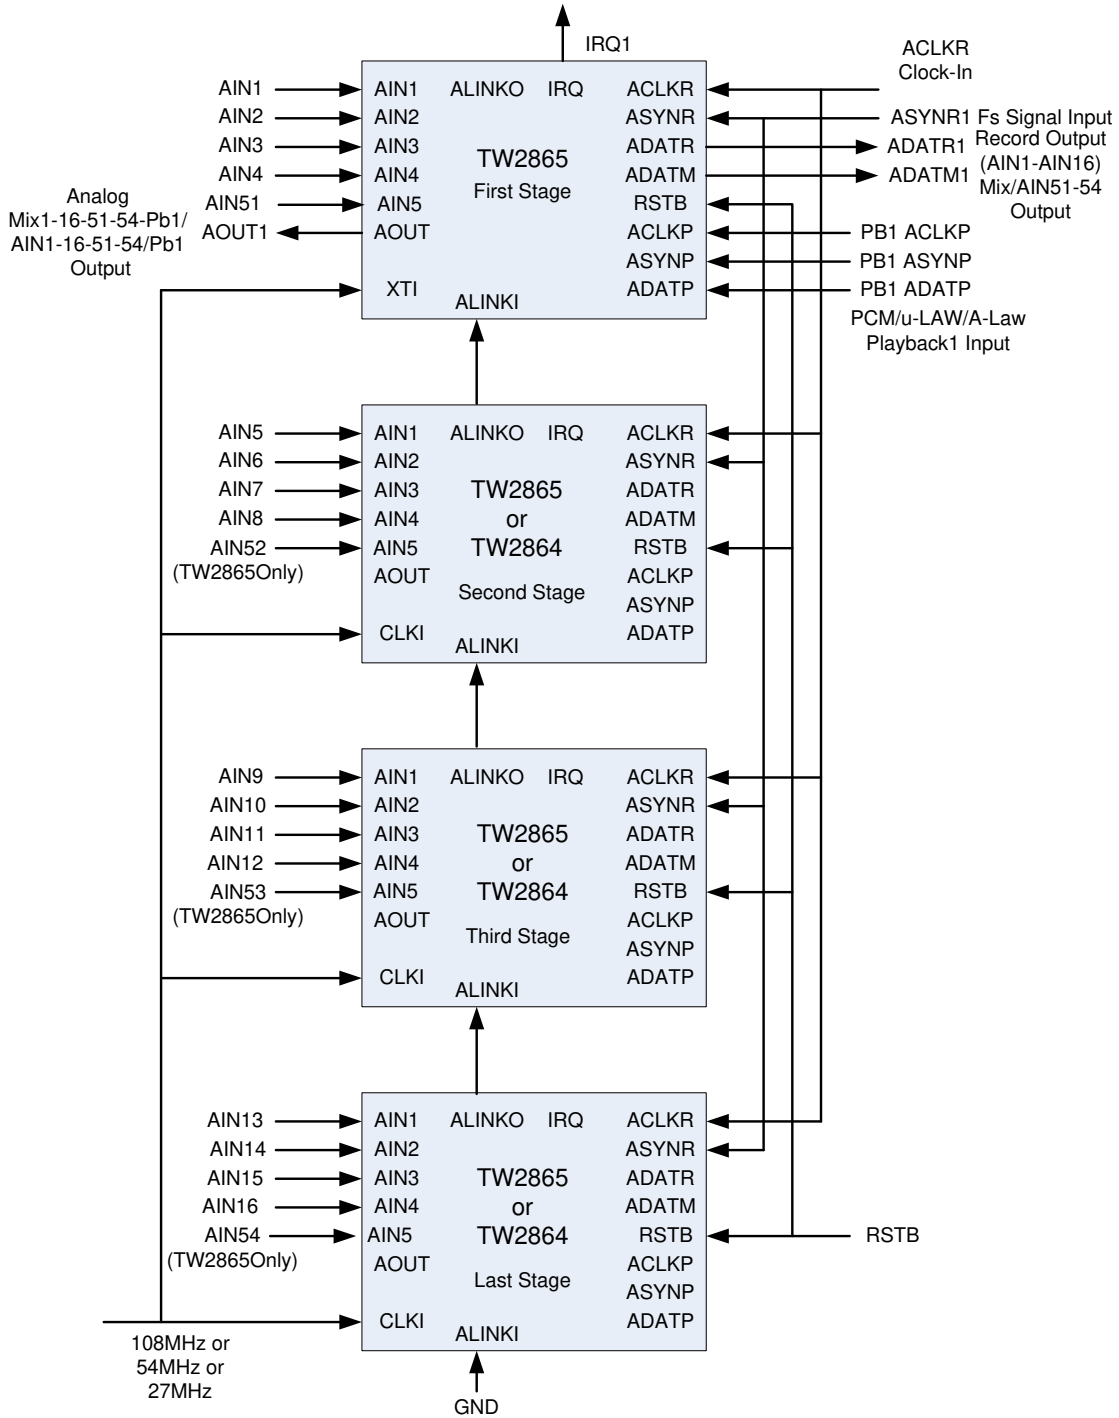 IRQ1
ACLKR
Clock-In
AIN1 AIN1 ALINKO IRQ ACLKR
AIN2 AIN2 ASYNR ASYNR1 Fs Signal Input
AIN3 AIN3 ADATR ADATR1 Record Output
(AIN1-AIN16)
TW2865
AIN4 AIN4 ADATM ADATM1 Mix/AIN51-54
Output
First Stage
Analog
Mix1-16-51-54-Pb1/
AIN1-16-51-54/Pb1
Output
AIN51 AIN5 RSTB
AOUT1 AOUT ACLKP PB1 ACLKP
ASYNP PB1 ASYNP
XTI ADATP PB1 ADATP
ALINKI
PCM/u-LAW/A-Law
Playback1 Input
AIN5 AIN1 ALINKO IRQ ACLKR
AIN6 AIN2 ASYNR
AIN7 AIN3 TW2865 ADATR
AIN8 AIN4 or ADATM
AIN52 AIN5 TW2864 RSTB
(TW2865Only)
AOUT ACLKP
Second Stage
ASYNP
CLKI ADATP
ALINKI
AIN9 AIN1 ALINKO IRQ ACLKR
AIN10 AIN2 ASYNR
AIN11 AIN3 TW2865 ADATR
AIN12 AIN4 or ADATM
AIN53 AIN5 TW2864 RSTB
(TW2865Only)
AOUT ACLKP
Third Stage
ASYNP
CLKI ADATP
ALINKI
AIN13 AIN1 ALINKO IRQ ACLKR
AIN14 AIN2 ASYNR
AIN15 AIN3 TW2865 ADATR
AIN16 AIN4 or ADATM
AIN54 AIN5 TW2864 RSTB RSTB
(TW2865Only)
AOUT ACLKP
Last Stage
ASYNP
CLKI ADATP
ALINKI
108MHz or
54MHz or
27MHz
GND